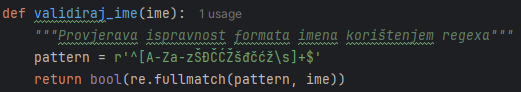 def validiraj_ime(ime): 1 usage
"""Provjerava ispravnost formata imena korištenjem regexa"""
pattern = r'^[A-Za-zŠĐČĆŽšđčćž\s]+$'
return bool(re.fullmatch(pattern, ime))